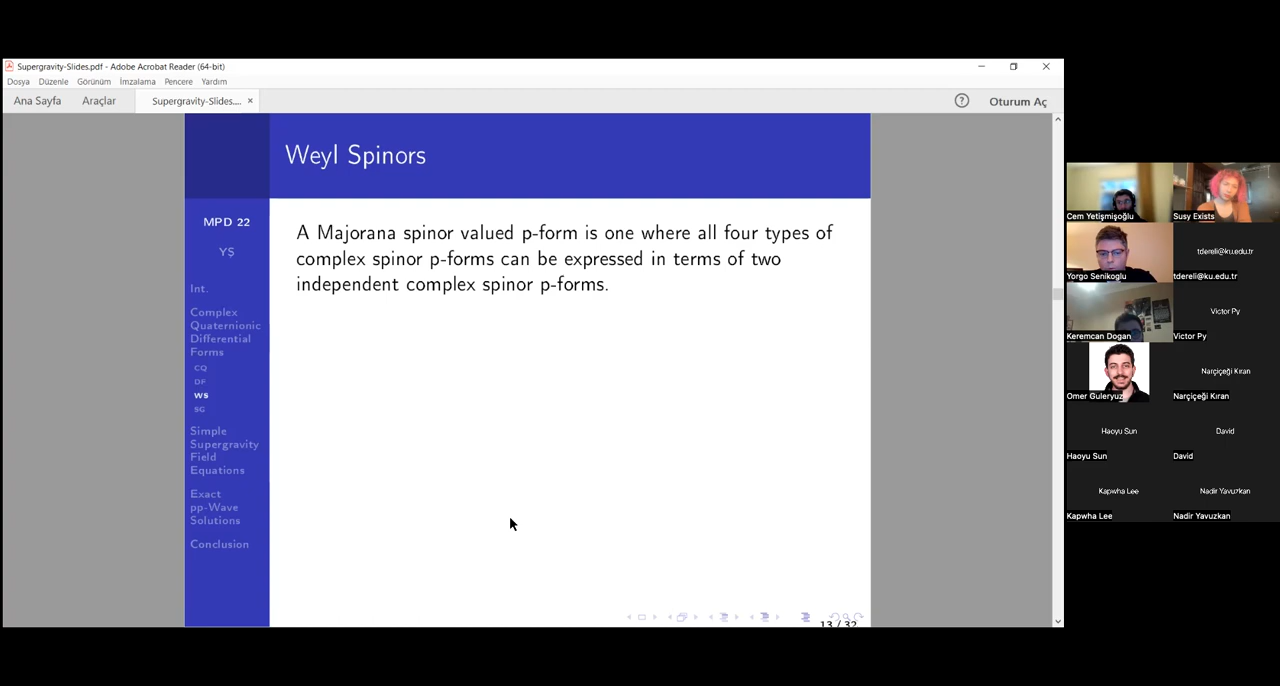 Supergravity-Slides.pdf - Adobe Acrobat Reader (64-bit)
Dosya Düzenle Görünüm İmzalama Pencere Yardım
Ana Sayfa Araçlar Supergravity-Slides.... × ? Oturum Aç
Weyl Spinors
MPD 22
YŞ
Int.
Complex
Quaternionic
Differential
Forms
CQ
DF
WS
SG
Simple
Supergravity
Field
Equations
Exact
pp-Wave
Solutions
Conclusion
A Majorana spinor valued p-form is one where all four types of
complex spinor p-forms can be expressed in terms of two
independent complex spinor p-forms.
13 / 32
Cem Yetişmişoğlu
Susy Exists
Yorgo Senikoglu
tdereli@ku.edu.tr
tdereli@ku.edu.tr
Keremcan Dogan
Victor Py
Victor Py
Omer Guleryuz
Narçiçeği Kıran
Narçiçeği Kıran
Haoyu Sun
Haoyu Sun
David
David
Kapwha Lee
Kapwha Lee
Nadir Yavuzkan
Nadir Yavuzkan